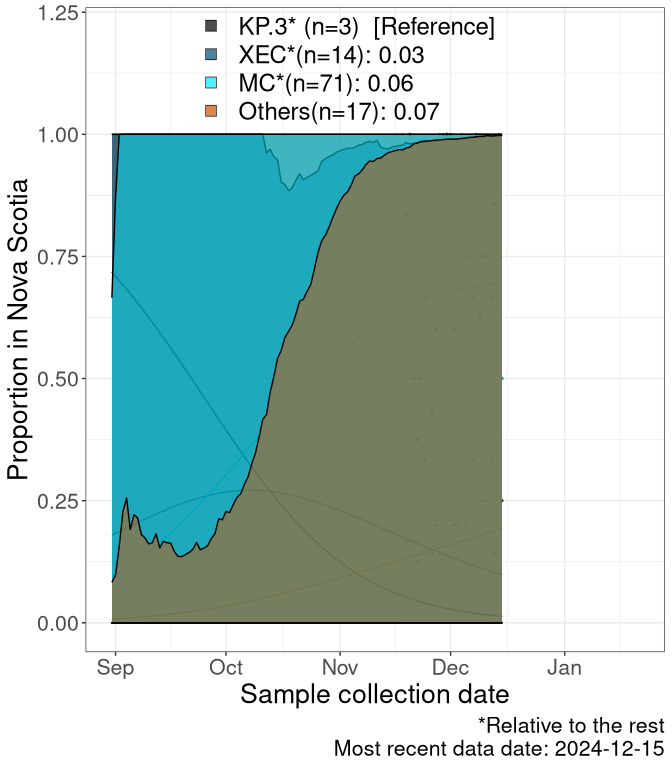 KP.3* (n=3)  [Reference]
XEC*(n=14): 0.03
MC*(n=71): 0.06
Others(n=17): 0.07
1.25
1.00
0.75
0.50
0.25
0.00
Proportion in Nova Scotia
Sep Oct Nov Dec Jan
Sample collection date
*Relative to the rest
Most recent data date: 2024-12-15